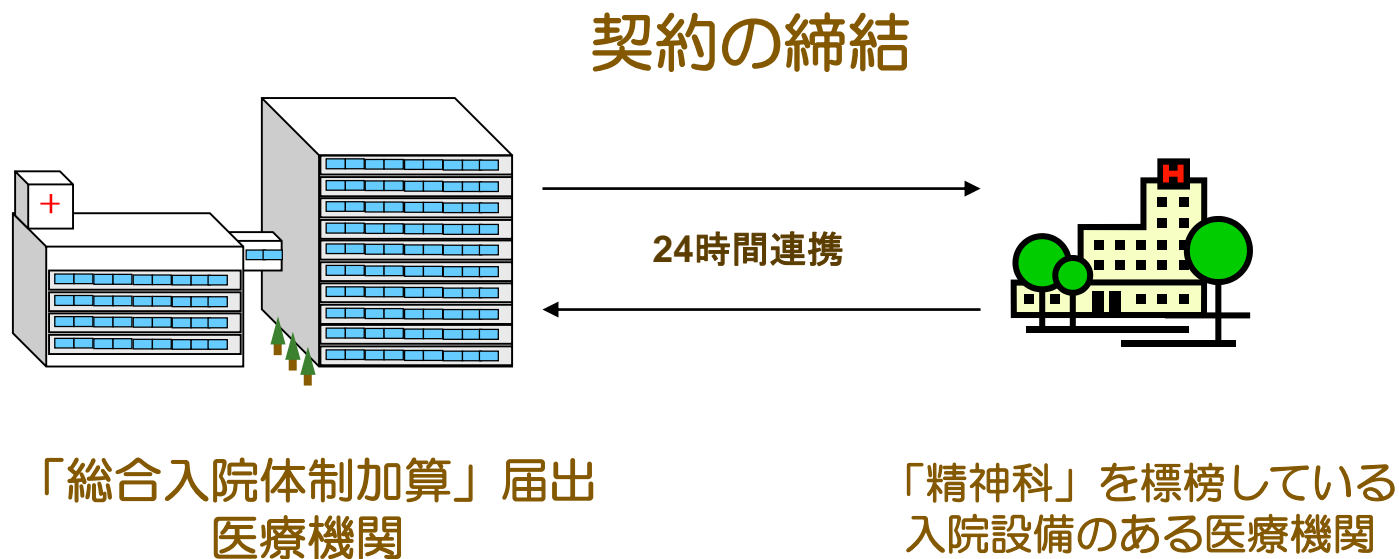 契約の締結
H
24時間連携
「総合入院体制加算」届出
医療機関
「精神科」を標榜している
入院設備のある医療機関